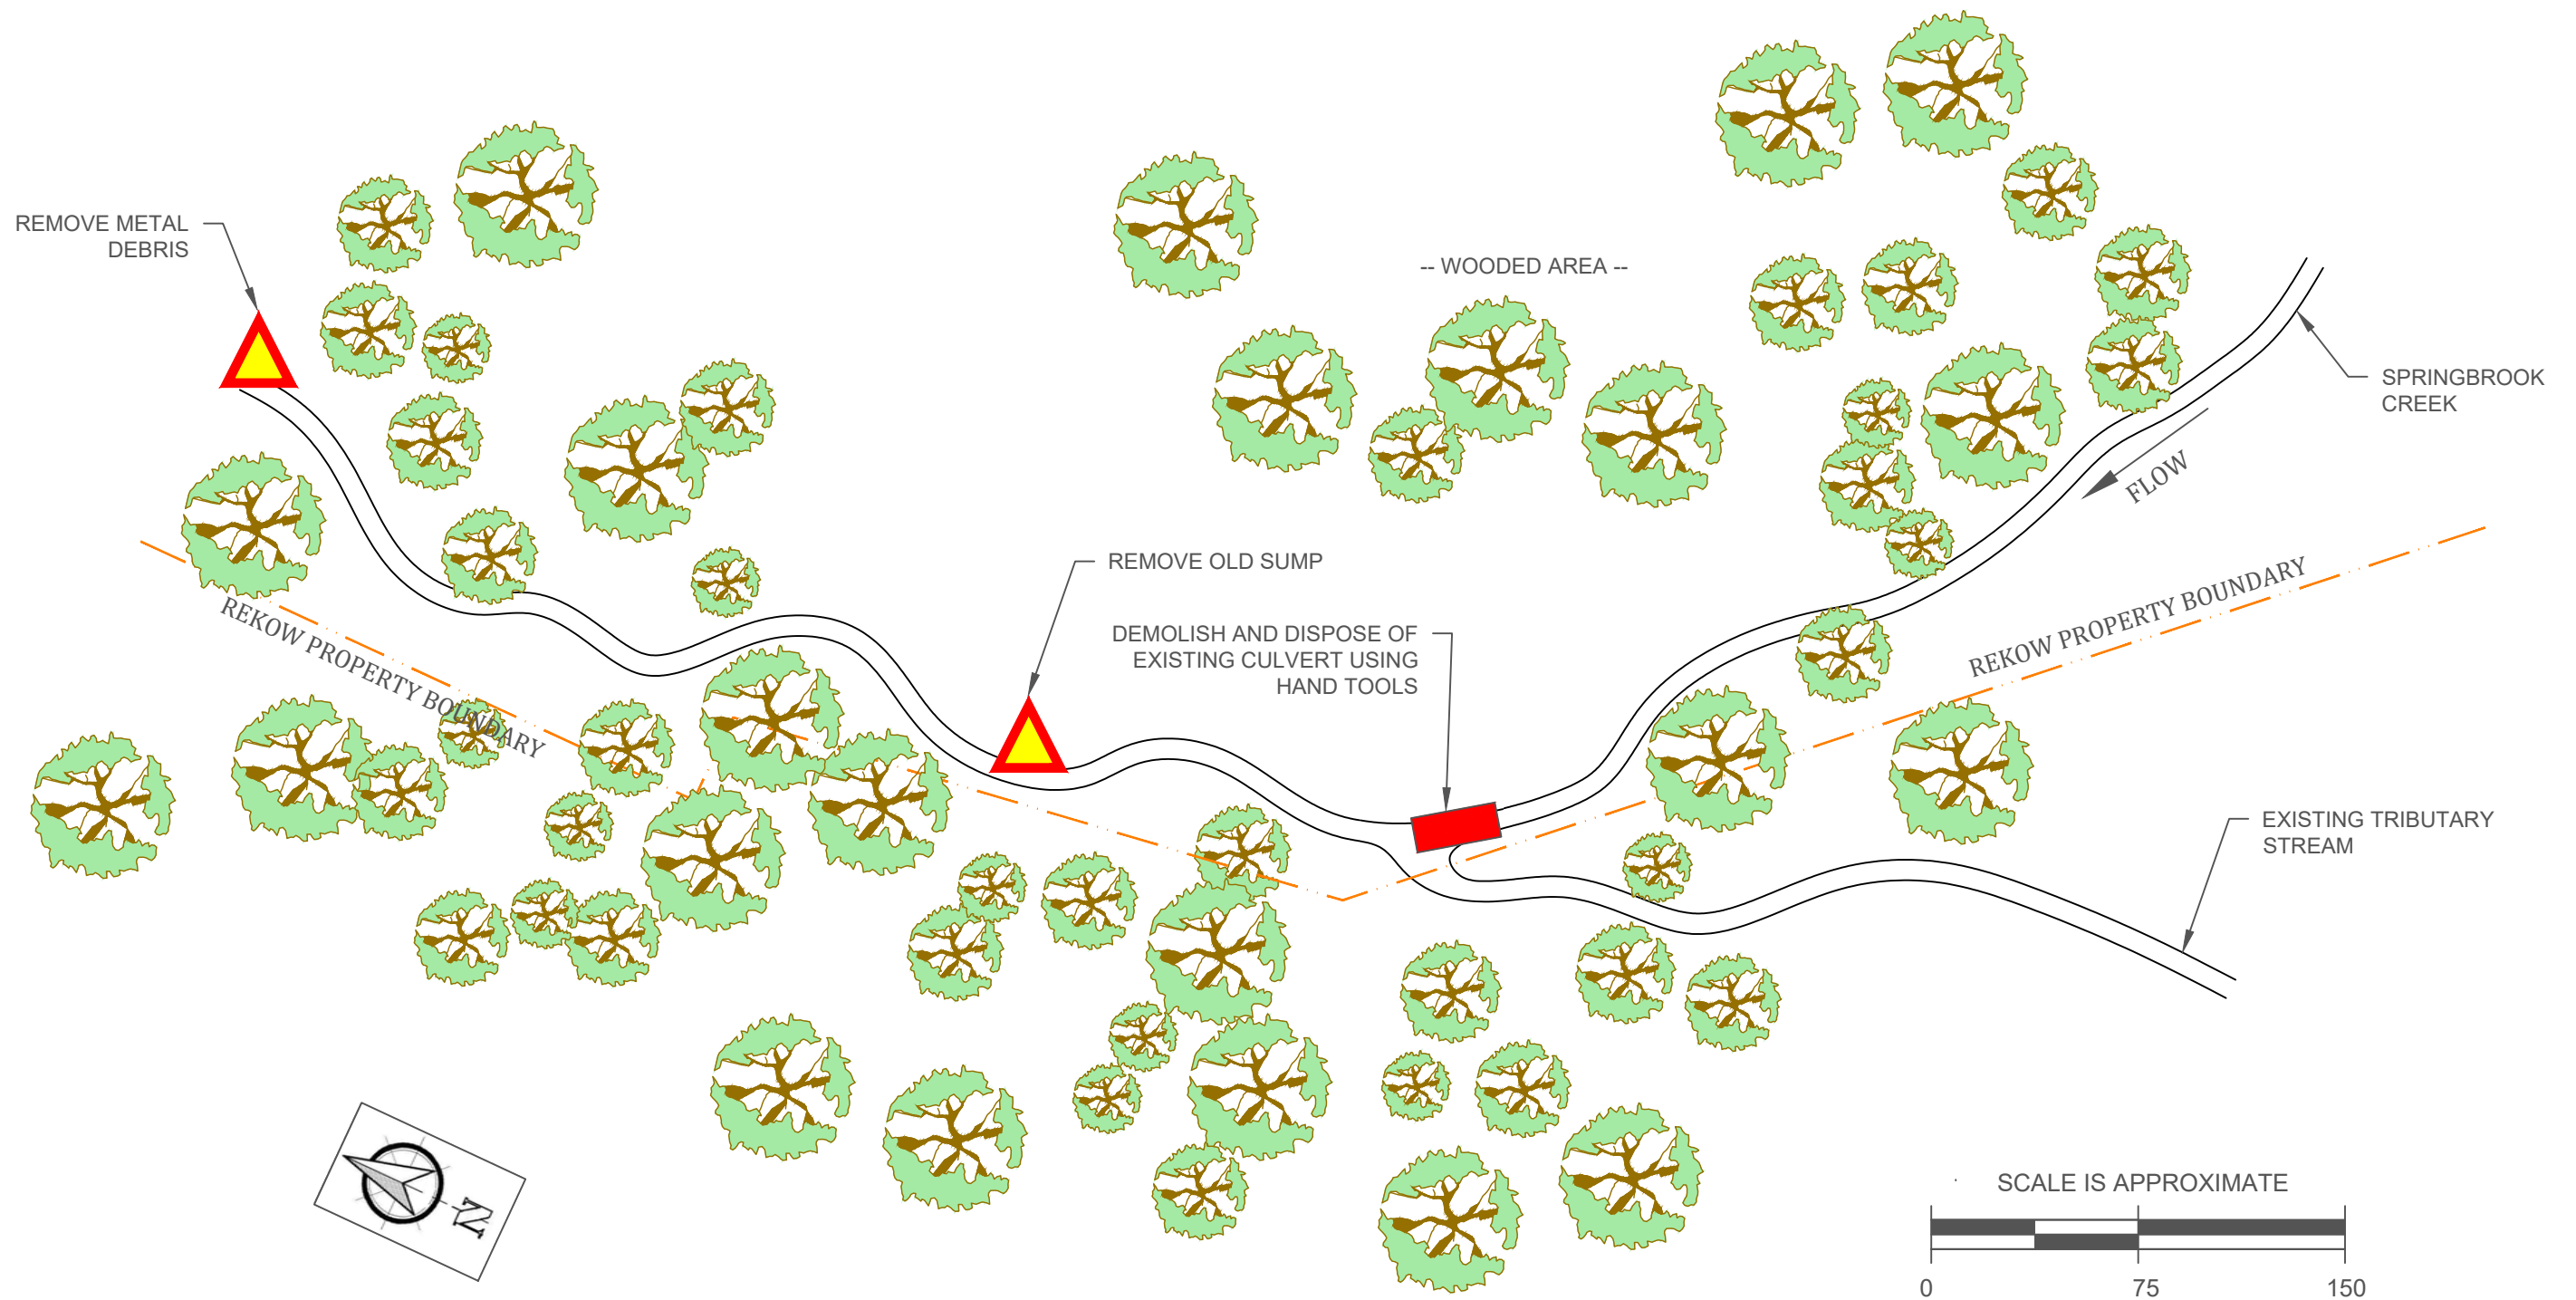 REMOVE METAL
DEBRIS
-- WOODED AREA --
SPRINGBROOK
CREEK
FLOW
REMOVE OLD SUMP
REKOW PROPERTY BOUNDARY
REKOW PROPERTY BOUNDARY
DEMOLISH AND DISPOSE OF
EXISTING CULVERT USING
HAND TOOLS
EXISTING TRIBUTARY
STREAM
N
SCALE IS APPROXIMATE
0 75 150